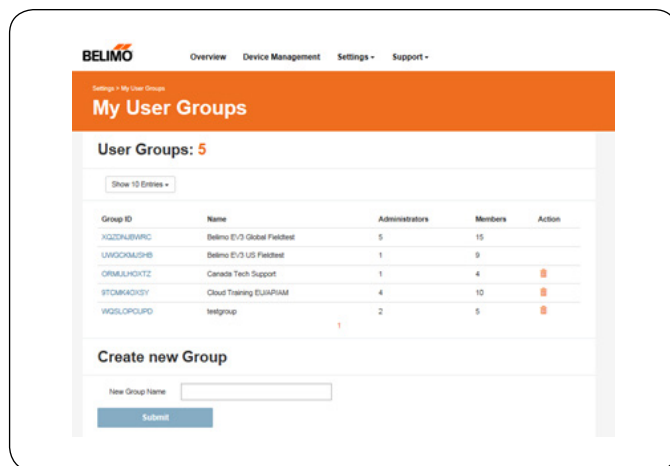 BELIMO
Overview Device Management Settings Support
Settings > My User Groups
My User Groups
User Groups: 5
Show 10 Entries
Group ID Name Administrators Members Action
Belimo EV3 Global Fieldtest 5 15
Belimo EV3 US Fieldtest 1 9
ORMULHOXTZ Canada Tech Support 1 4
9TCMK4OXSY Cloud Training EU/AP/AM 4 10
WQSLOPCUPD testgroup 2 5
1
Create new Group
New Group Name
Submit